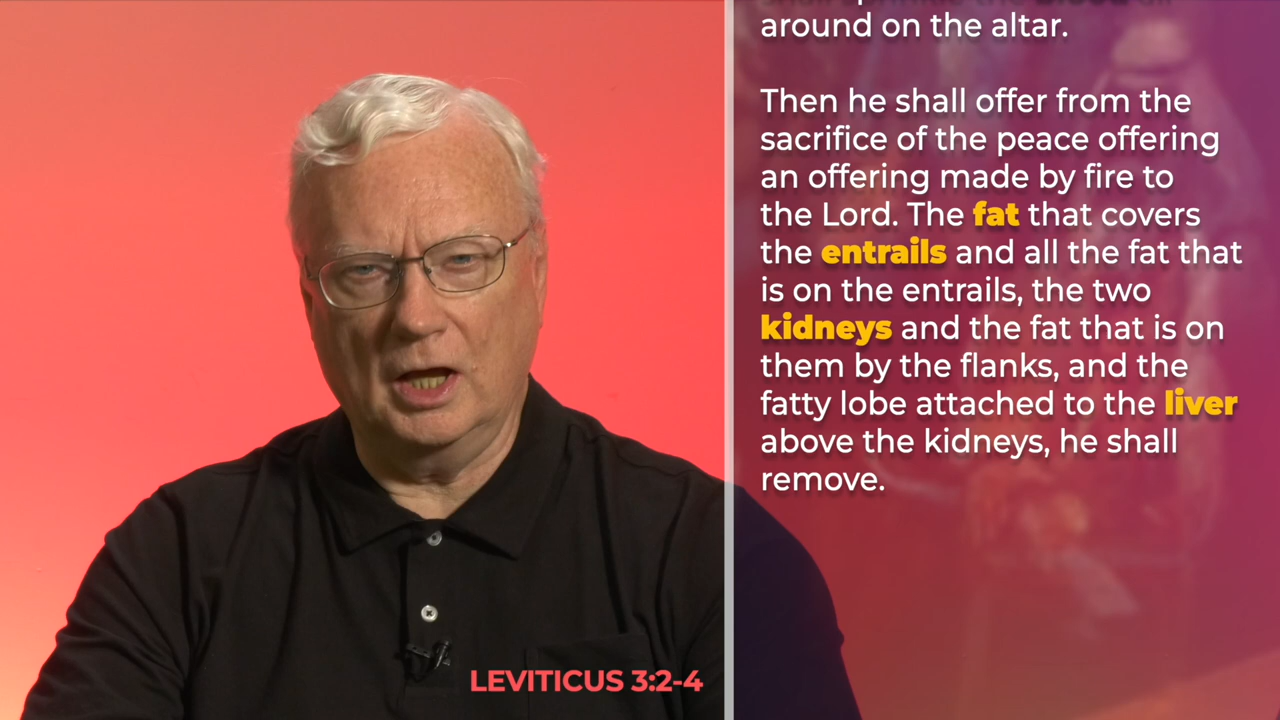 around on the altar.
Then he shall offer from the
sacrifice of the peace offering
an offering made by fire to
the Lord. The fat that covers
the entrails and all the fat that
is on the entrails, the two
kidneys and the fat that is on
them by the flanks, and the
fatty lobe attached to the liver
above the kidneys, he shall
remove.
LEVITICUS 3:2-4